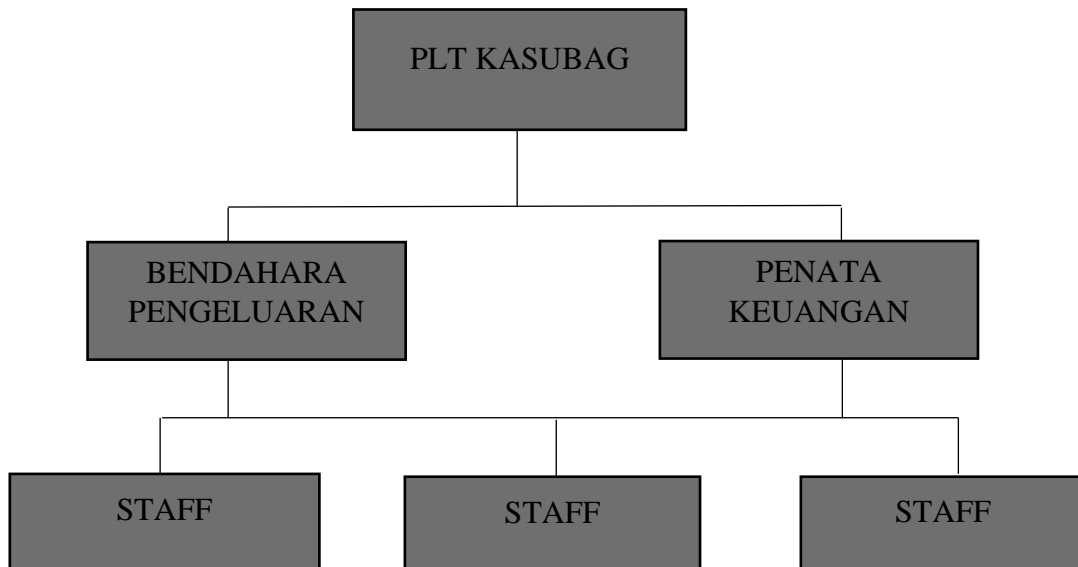 PLT KASUBAG
BENDAHARA
PENGELUARAN
PENATA
KEUANGAN
STAFF
STAFF
STAFF